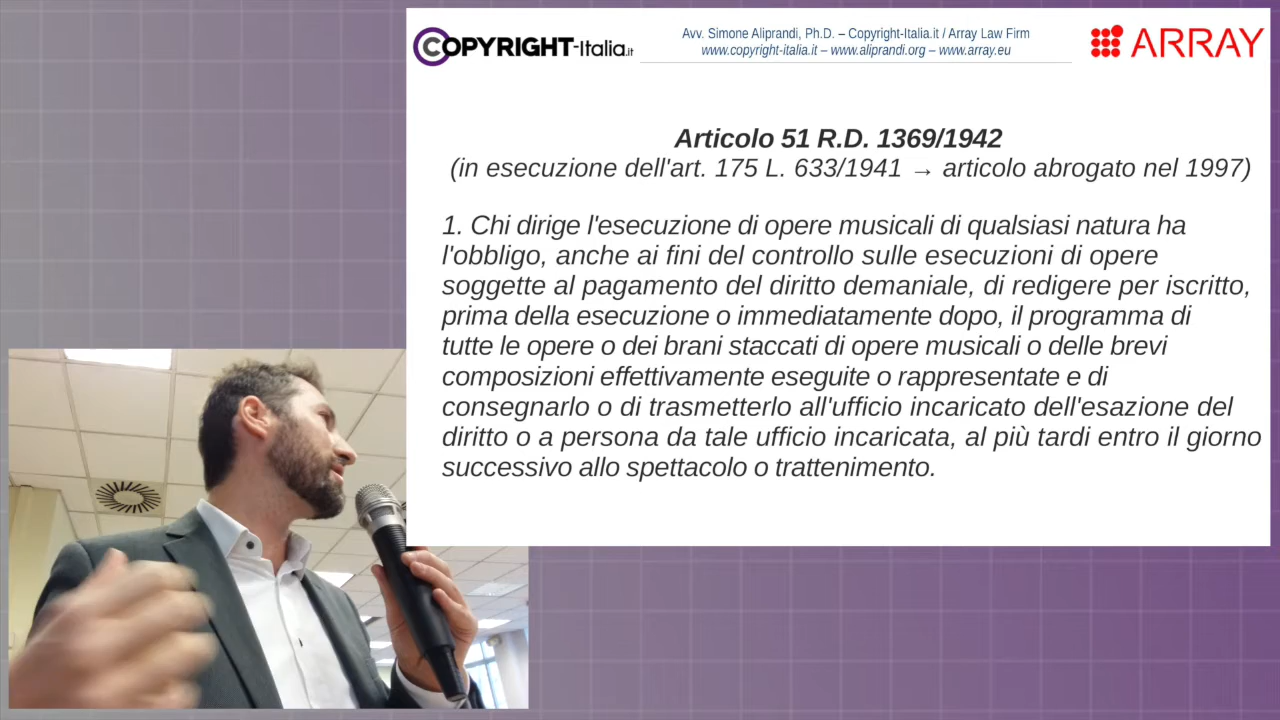 COPYRIGHT-Italia.it
Avv. Simone Aliprandi, Ph.D. – Copyright-Italia.it / Array Law Firm
www.copyright-italia.it – www.aliprandi.org – www.array.eu
ARRAY
Articolo 51 R.D. 1369/1942
(in esecuzione dell'art. 175 L. 633/1941 → articolo abrogato nel 1997)
1. Chi dirige l'esecuzione di opere musicali di qualsiasi natura ha
l'obbligo, anche ai fini del controllo sulle esecuzioni di opere
soggette al pagamento del diritto demaniale, di redigere per iscritto,
prima della esecuzione o immediatamente dopo, il programma di
tutte le opere o dei brani staccati di opere musicali o delle brevi
composizioni effettivamente eseguite o rappresentate e di
consegnarlo o di trasmetterlo all'ufficio incaricato dell'esazione del
diritto o a persona da tale ufficio incaricata, al più tardi entro il giorno
successivo allo spettacolo o trattenimento.